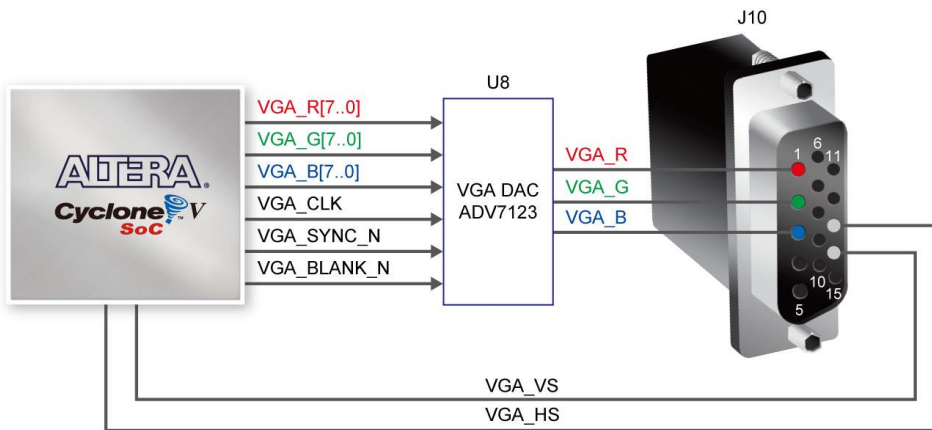 J10
U8
VGA_R[7..0]
VGA_G[7..0]
VGA_B[7..0]
VGA_CLK
VGA_SYNC_N
VGA_BLANK_N
ALTERA®
Cyclone™ V
SoC
VGA DAC
ADV7123
VGA_R
VGA_G
VGA_B
1
6
11
5
10
15
VGA_VS
VGA_HS